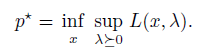 p⋆ = inf sup L(x, λ).
x λ⪰0